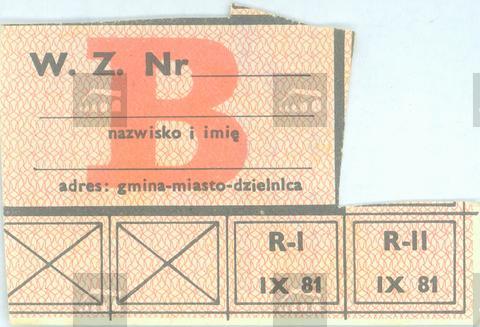 B
W. Z. Nr
nazwisko i imię
adres: gmina-miasto-dzielnica
R-I
R-II
IX 81
IX 81